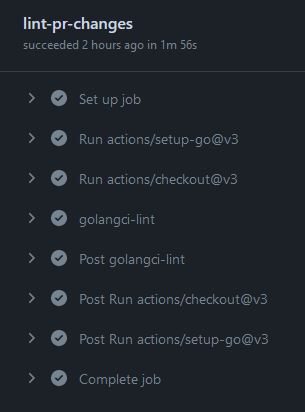 lint-pr-changes
succeeded 2 hours ago in 1m 56s
Set up job
Run actions/setup-go@v3
Run actions/checkout@v3
golangci-lint
Post golangci-lint
Post Run actions/checkout@v3
Post Run actions/setup-go@v3
Complete job